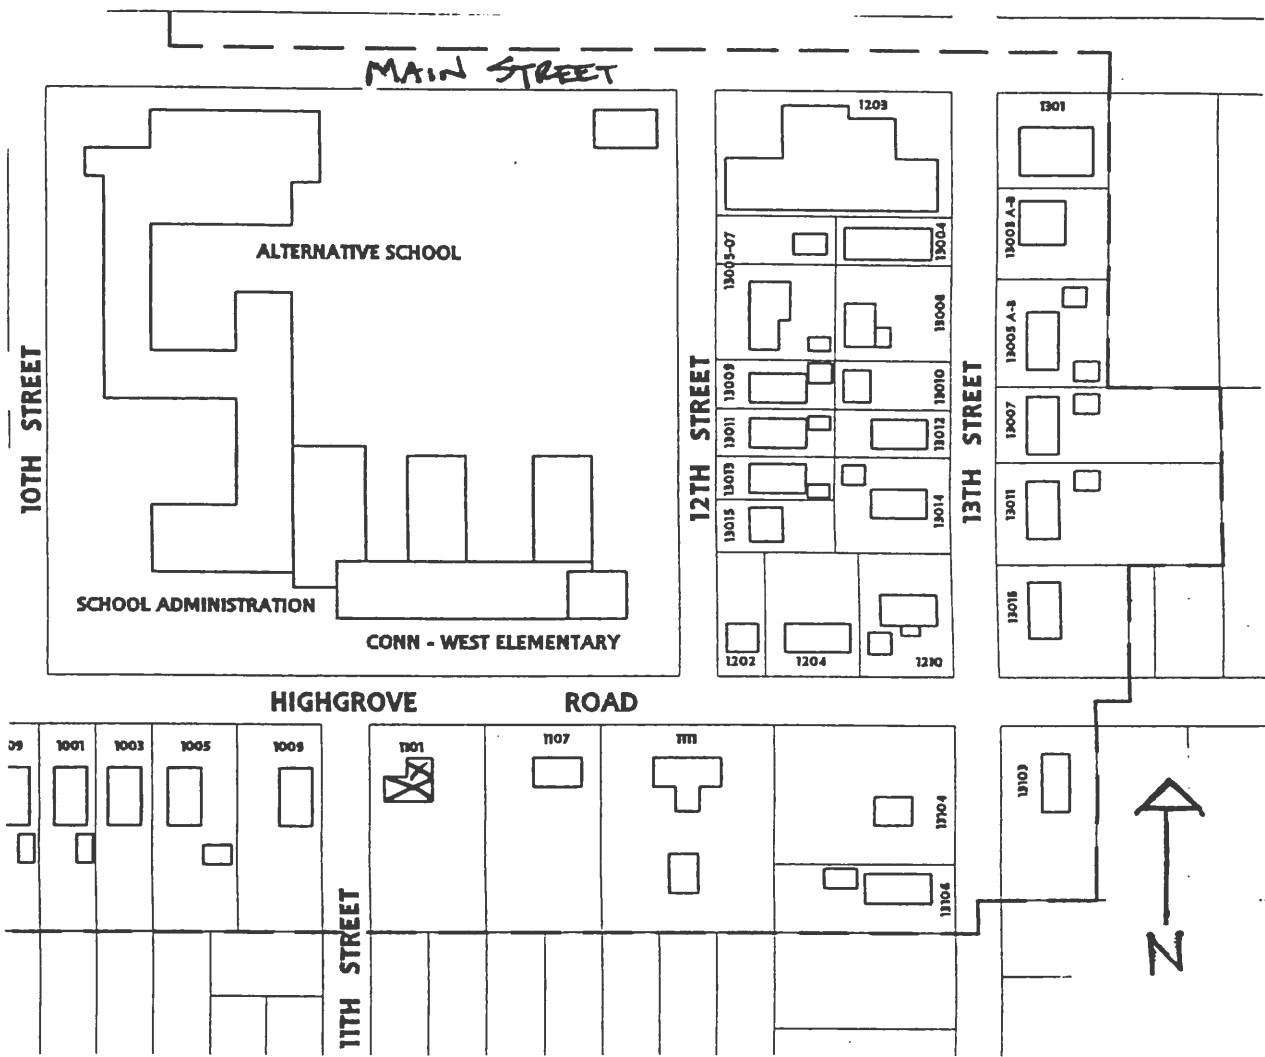 MAIN STREET
1203
1301
13003 A-B
13004
13005-07
ALTERNATIVE SCHOOL
13008
13005 A-B
10TH STREET
12TH STREET
13TH STREET
13009
13010
13007
13011
13012
13013
13014
13011
13015
13015
SCHOOL ADMINISTRATION
CONN - WEST ELEMENTARY
1202
1204
1210
HIGHGROVE ROAD
09
1001
1003
1005
1009
1101
1107
1111
13103
13104
13106
11TH STREET
N